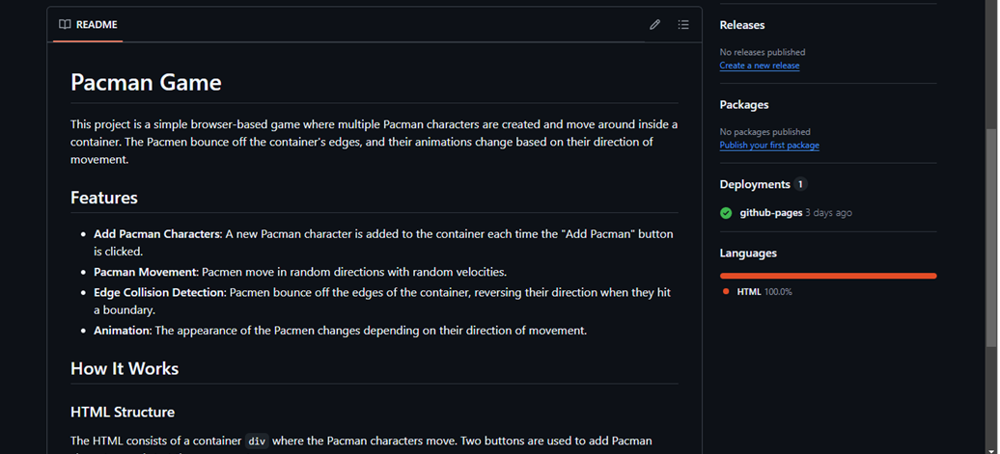 README
Pacman Game
This project is a simple browser-based game where multiple Pacman characters are created and move around inside a
container. The Pacmen bounce off the container's edges, and their animations change based on their direction of
movement.
Features
• Add Pacman Characters: A new Pacman character is added to the container each time the "Add Pacman" button
is clicked.
• Pacman Movement: Pacmen move in random directions with random velocities.
• Edge Collision Detection: Pacmen bounce off the edges of the container, reversing their direction when they hit
a boundary.
• Animation: The appearance of the Pacmen changes depending on their direction of movement.
How It Works
HTML Structure
The HTML consists of a container div where the Pacman characters move. Two buttons are used to add Pacman
Releases
No releases published
Create a new release
Packages
No packages published
Publish your first package
Deployments 1
github-pages 3 days ago
Languages
HTML 100.0%